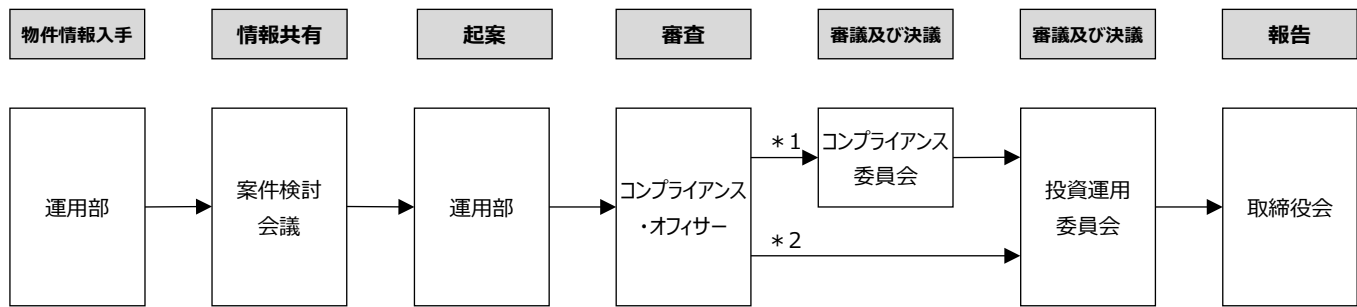 物件情報入手
情報共有
起案
審査
審議及び決議
審議及び決議
報告
運用部
案件検討
会議
運用部
コンプライアンス
・オフィサー
＊1
＊2
コンプライアンス
委員会
投資運用
委員会
取締役会